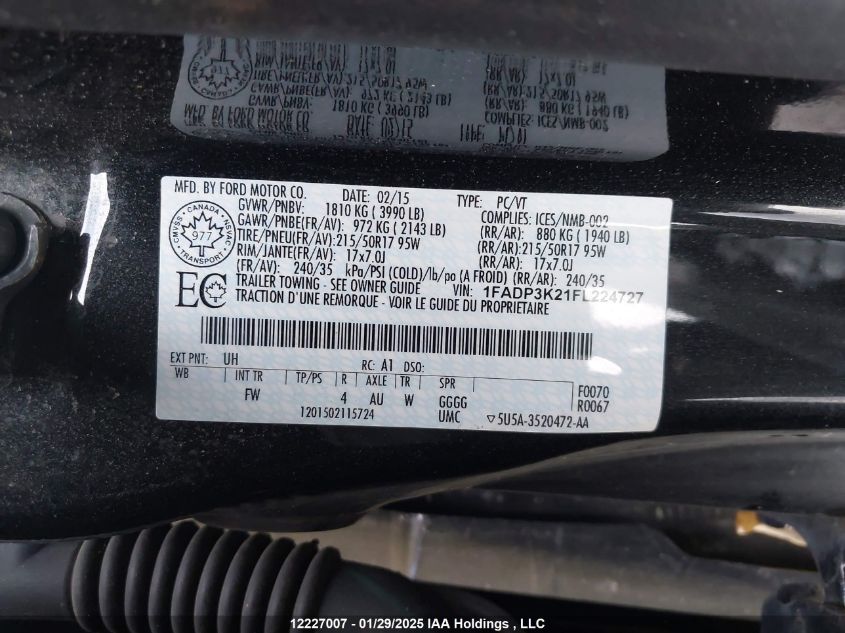 MFD. BY FORD MOTOR CO. DATE: 02/15 TYPE: PC/VT
GVWR/PNBV: 1810 KG ( 3990 LB) COMPLIES: ICES/NMB-002
GAWR/PNBE(FR/AV): 972 KG ( 2143 LB) (RR/AR): 880 KG ( 1940 LB)
TIRE/PNEU(FR/AV): 215/50R17 95W (RR/AR): 215/50R17 95W
RIM/JANTE(FR/AV): 17x7.0J (RR/AR): 17x7.0J
(FR/AV): 240/35 kPa/PSI (COLD)/lb/po (A FROID) (RR/AR): 240/35
TRAILER TOWING - SEE OWNER GUIDE VIN: 1FADP3K21FL224727
TRACTION D'UNE REMORQUE - VOIR LE GUIDE DU PROPRIETAIRE
CANADA
CMVSS NSVAC
977
TRANSPORT
EC
EXT PNT: UH RC: A1 DSO:
WB INT TR TP/PS R AXLE TR SPR F0070
FW 4 AU W GGGG R0067
1201502115724 UMC ▽5U5A-3520472-AA
12227007 - 01/29/2025 IAA Holdings , LLC